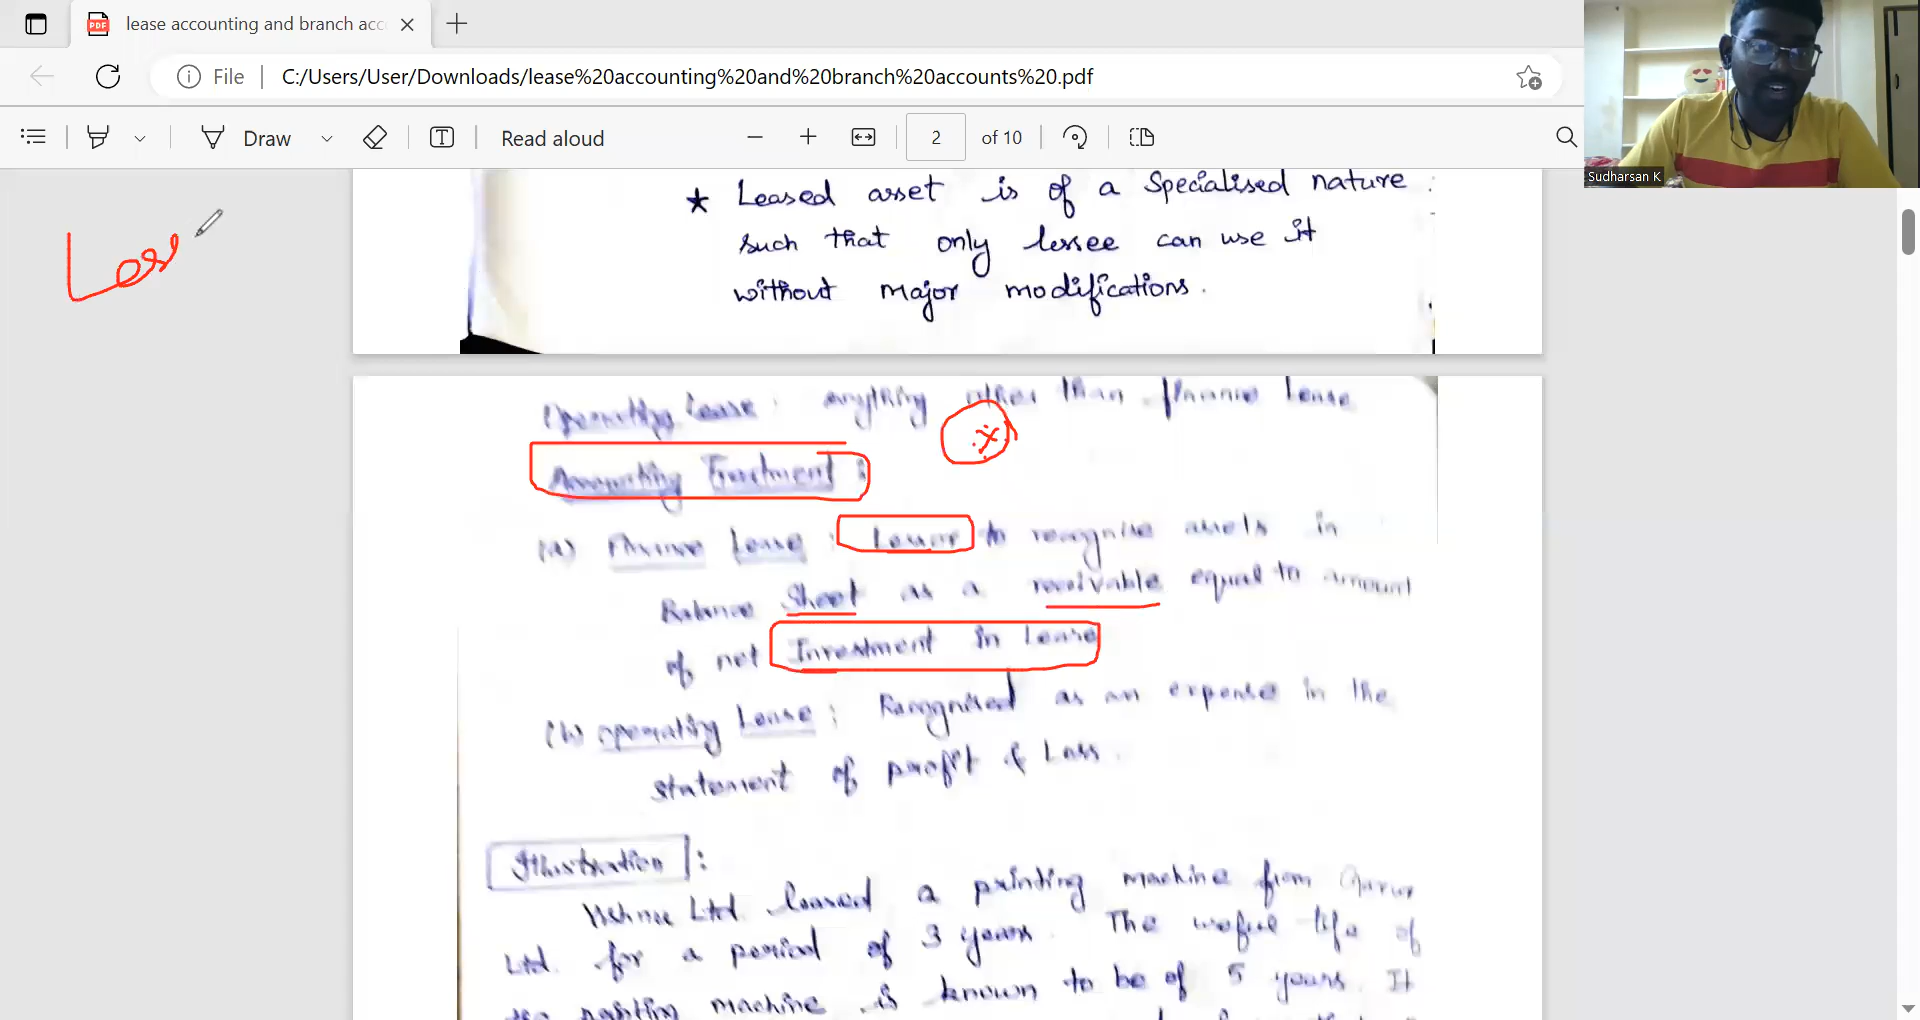 lease accounting and branch acc
File
C:/Users/User/Downloads/lease%20accounting%20and%20branch%20accounts%20.pdf
Draw
Read aloud
2 of 10
Sudharsan K
Les
★ Leased asset is of a Specialised nature
such that only lessee can use it
without major modifications.
Operating Lease: anything other than finance lease
Accounting Treatment:
(a) Finance Lease: Lessor to recognise assets in
Balance Sheet as a receivable equal to amount
of net Investment in Lease
(b) Operating Lease: Recognised as an expense in the
statement of profit & Loss.
Illustration:
Ltd. leased a printing machine from
Ltd. for a period of 3 years. The useful life of
printing machine is known to be of 5 years. It